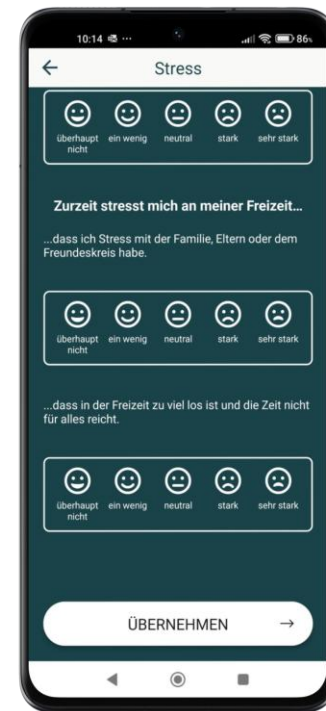 10:14
86%
Stress
überhaupt nicht ein wenig neutral stark sehr stark
Zurzeit stresst mich an meiner Freizeit...
...dass ich Stress mit der Familie, Eltern oder dem
Freundeskreis habe.
überhaupt nicht ein wenig neutral stark sehr stark
...dass in der Freizeit zu viel los ist und die Zeit nicht
für alles reicht.
überhaupt nicht ein wenig neutral stark sehr stark
ÜBERNEHMEN